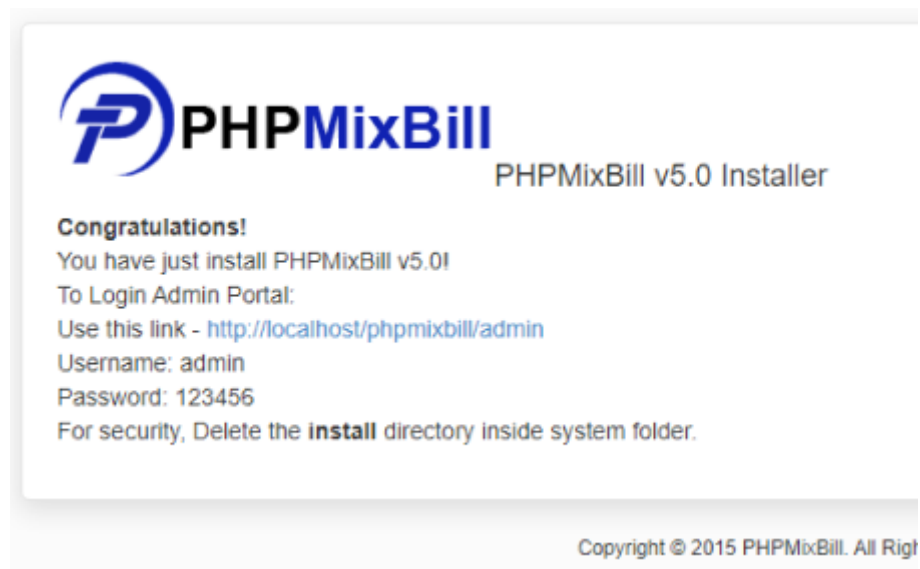 PHPMixBill
PHPMixBill v5.0 Installer
Congratulations!
You have just install PHPMixBill v5.0!
To Login Admin Portal:
Use this link - http://localhost/phpmixbill/admin
Username: admin
Password: 123456
For security, Delete the install directory inside system folder.
Copyright © 2015 PHPMixBill. All Righ